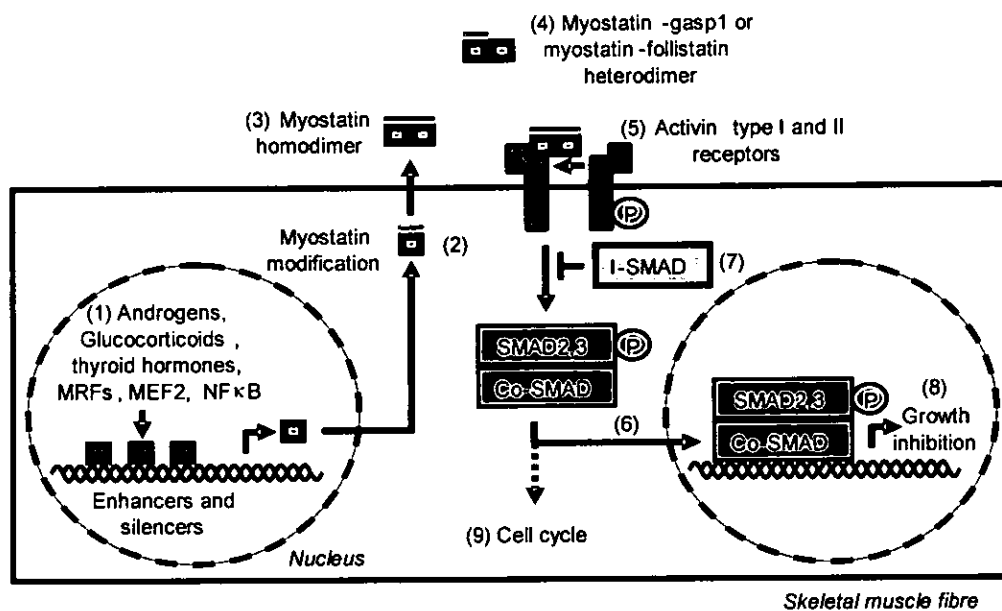 (4) Myostatin -gasp1 or
myostatin -follistatin
heterodimer
(3) Myostatin
homodimer
(5) Activin type I and II
receptors
P
Myostatin
modification
(2)
I-SMAD
(7)
(1) Androgens,
Glucocorticoids ,
thyroid hormones,
MRFs , MEF2, NFκB
SMAD2,3
P
Co-SMAD
(6)
SMAD2,3
P
Co-SMAD
(8)
Growth
inhibition
Enhancers and
silencers
Nucleus
(9) Cell cycle
Skeletal muscle fibre